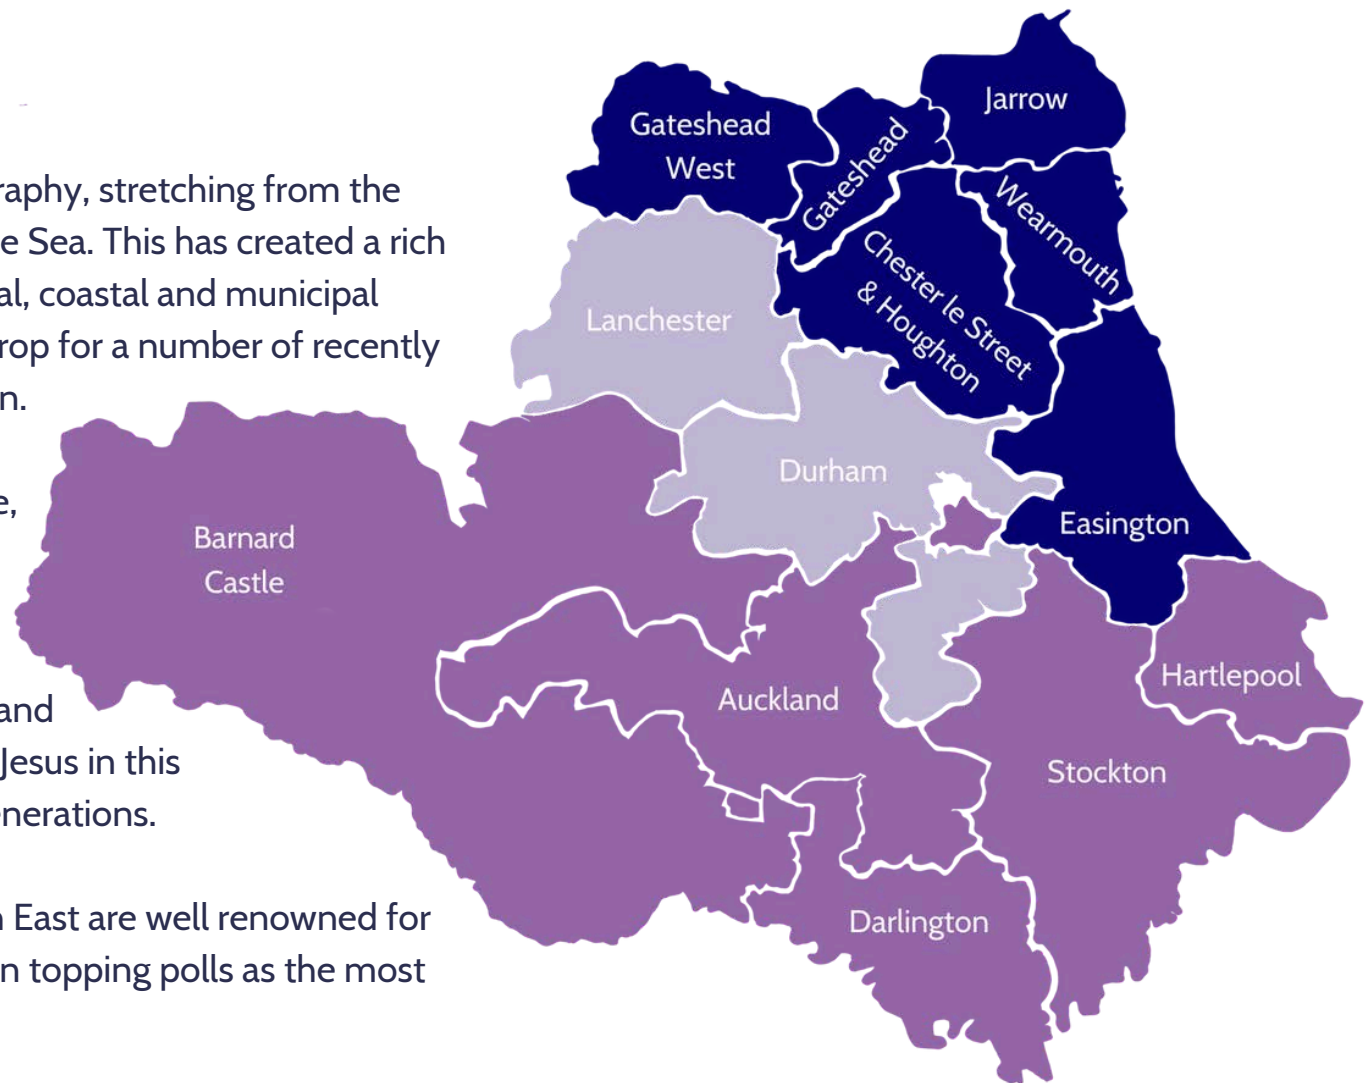 raphy, stretching from the
e Sea. This has created a rich
al, coastal and municipal
rop for a number of recently
n.
e,
and
Jesus in this
enerations.
n East are well renowned for
n topping polls as the most
Jarrow
Gateshead
West
Gateshead
Wearmouth
Chester le Street
& Houghton
Lanchester
Durham
Easington
Barnard
Castle
Auckland
Hartlepool
Stockton
Darlington